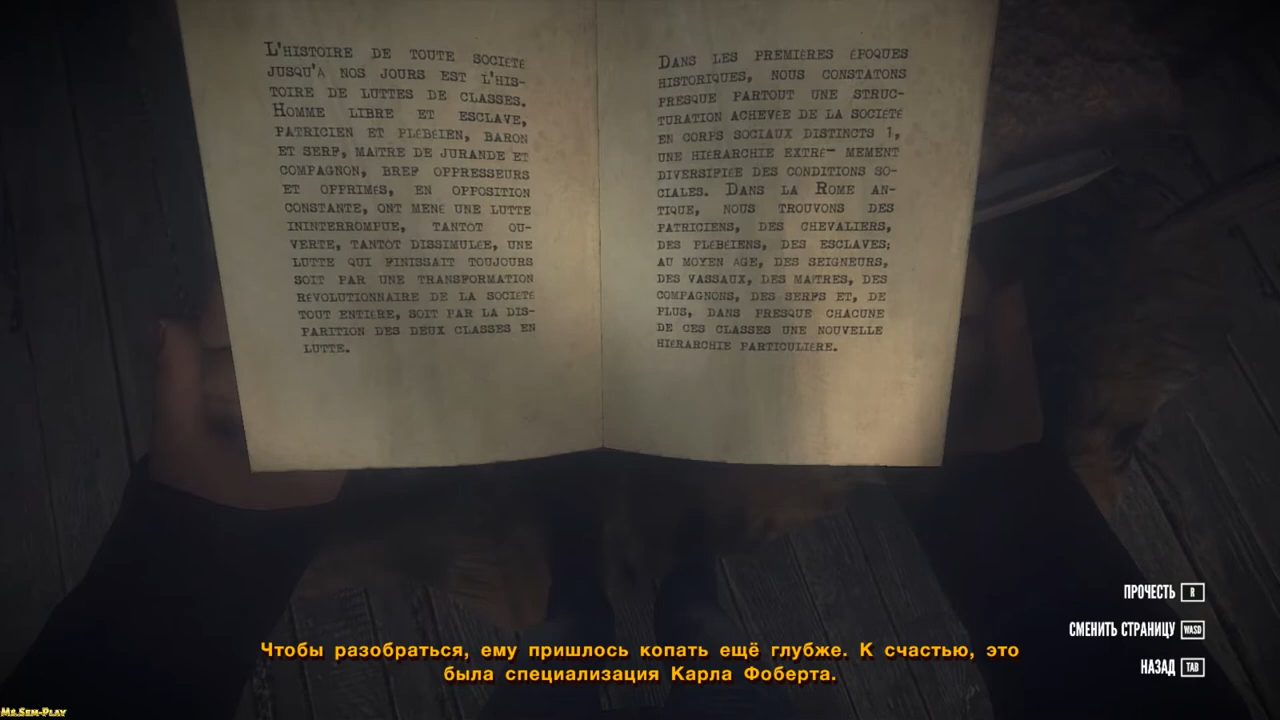 L'HISTOIRE DE TOUTE SOCIÉTÉ
JUSQU'À NOS JOURS EST L'HIS-
TOIRE DE LUTTES DE CLASSES.
HOMME LIBRE ET ESCLAVE,
PATRICIEN ET PLÉBÉIEN, BARON
ET SERF, MAÎTRE DE JURANDE ET
COMPAGNON, BREF OPPRESSEURS
ET OPPRIMÉS, EN OPPOSITION
CONSTANTE, ONT MENÉ UNE LUTTE
ININTERROMPUE, TANTÔT OU-
VERTE, TANTÔT DISSIMULÉE, UNE
LUTTE QUI FINISSAIT TOUJOURS
SOIT PAR UNE TRANSFORMATION
RÉVOLUTIONNAIRE DE LA SOCIÉTÉ
TOUT ENTIÈRE, SOIT PAR LA DIS-
PARITION DES DEUX CLASSES EN
LUTTE.
DANS LES PREMIÈRES ÉPOQUES
HISTORIQUES, NOUS CONSTATONS
PRESQUE PARTOUT UNE STRUC-
TURATION ACHEVÉE DE LA SOCIÉTÉ
EN CORPS SOCIAUX DISTINCTS 1,
UNE HIÉRARCHIE EXTRÊ- MEMENT
DIVERSIFIÉE DES CONDITIONS SO-
CIALES. DANS LA ROME AN-
TIQUE, NOUS TROUVONS DES
PATRICIENS, DES CHEVALIERS,
DES PLÉBÉIENS, DES ESCLAVES;
AU MOYEN ÂGE, DES SEIGNEURS,
DES VASSAUX, DES MAÎTRES, DES
COMPAGNONS, DES SERFS ET, DE
PLUS, DANS PRESQUE CHACUNE
DE CES CLASSES UNE NOUVELLE
HIÉRARCHIE PARTICULIÈRE.
ПРОЧЕСТЬ R
СМЕНИТЬ СТРАНИЦУ WASD
НАЗАД TAB
Чтобы разобраться, ему пришлось копать ещё глубже. К счастью, это
была специализация Карла Фоберта.
Ms.Sem-Play